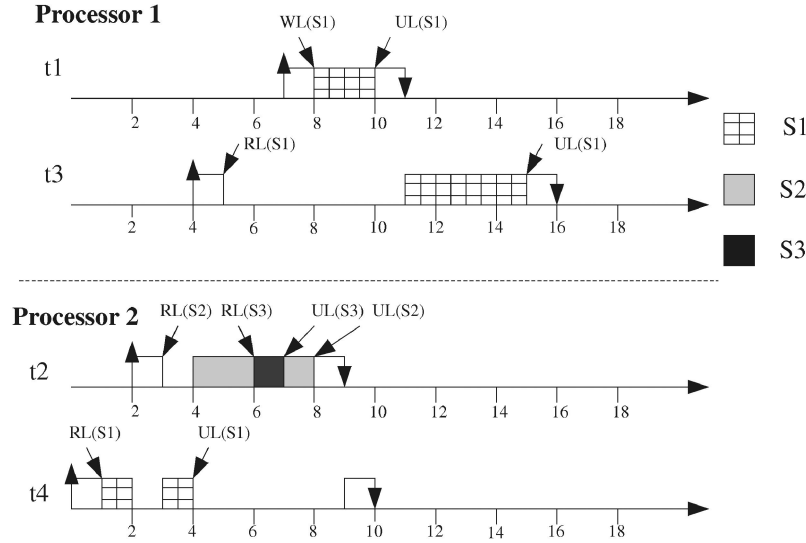 Processor 1
WL(S1) UL(S1)
t1
2 4 6 8 10 12 14 16 18
RL(S1) UL(S1)
t3
2 4 6 8 10 12 14 16 18
S1
S2
S3
Processor 2
RL(S2) RL(S3) UL(S3) UL(S2)
t2
2 4 6 8 10 12 14 16 18
RL(S1) UL(S1)
t4
2 4 6 8 10 12 14 16 18